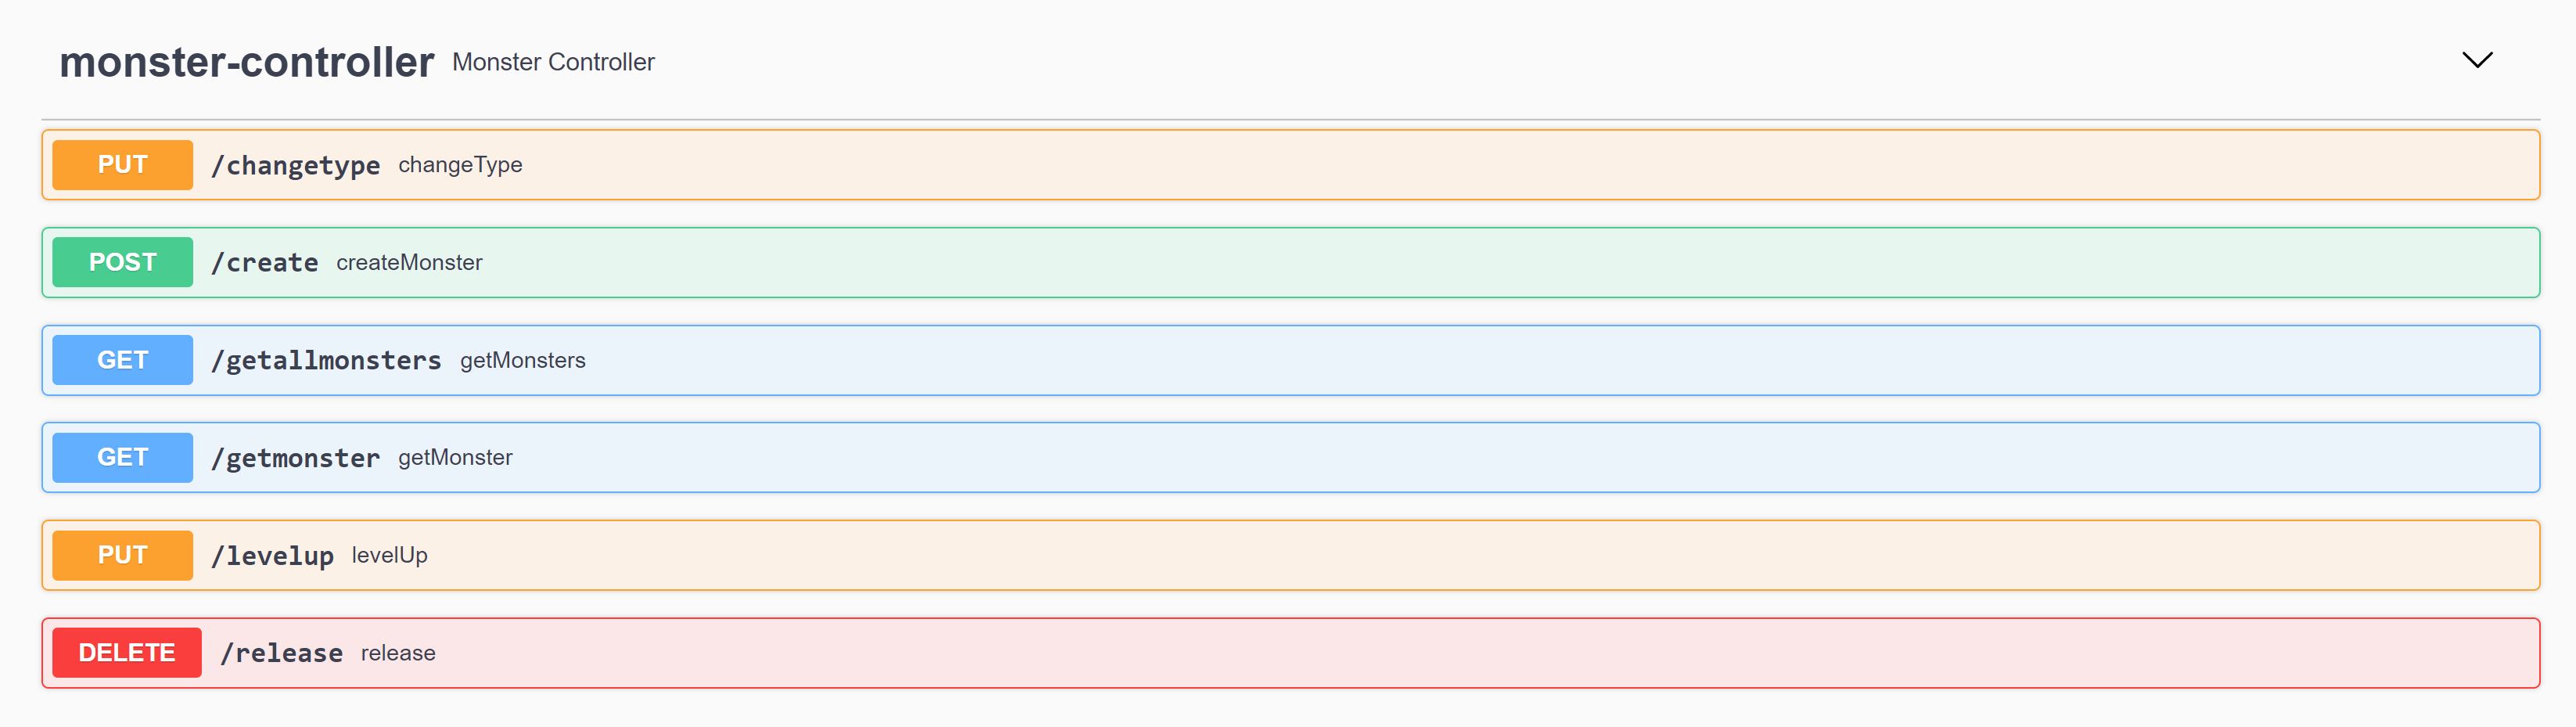 monster-controller Monster Controller
PUT /changetype changeType
POST /create createMonster
GET /getallmonsters getMonsters
GET /getmonster getMonster
PUT /levelup levelUp
DELETE /release release